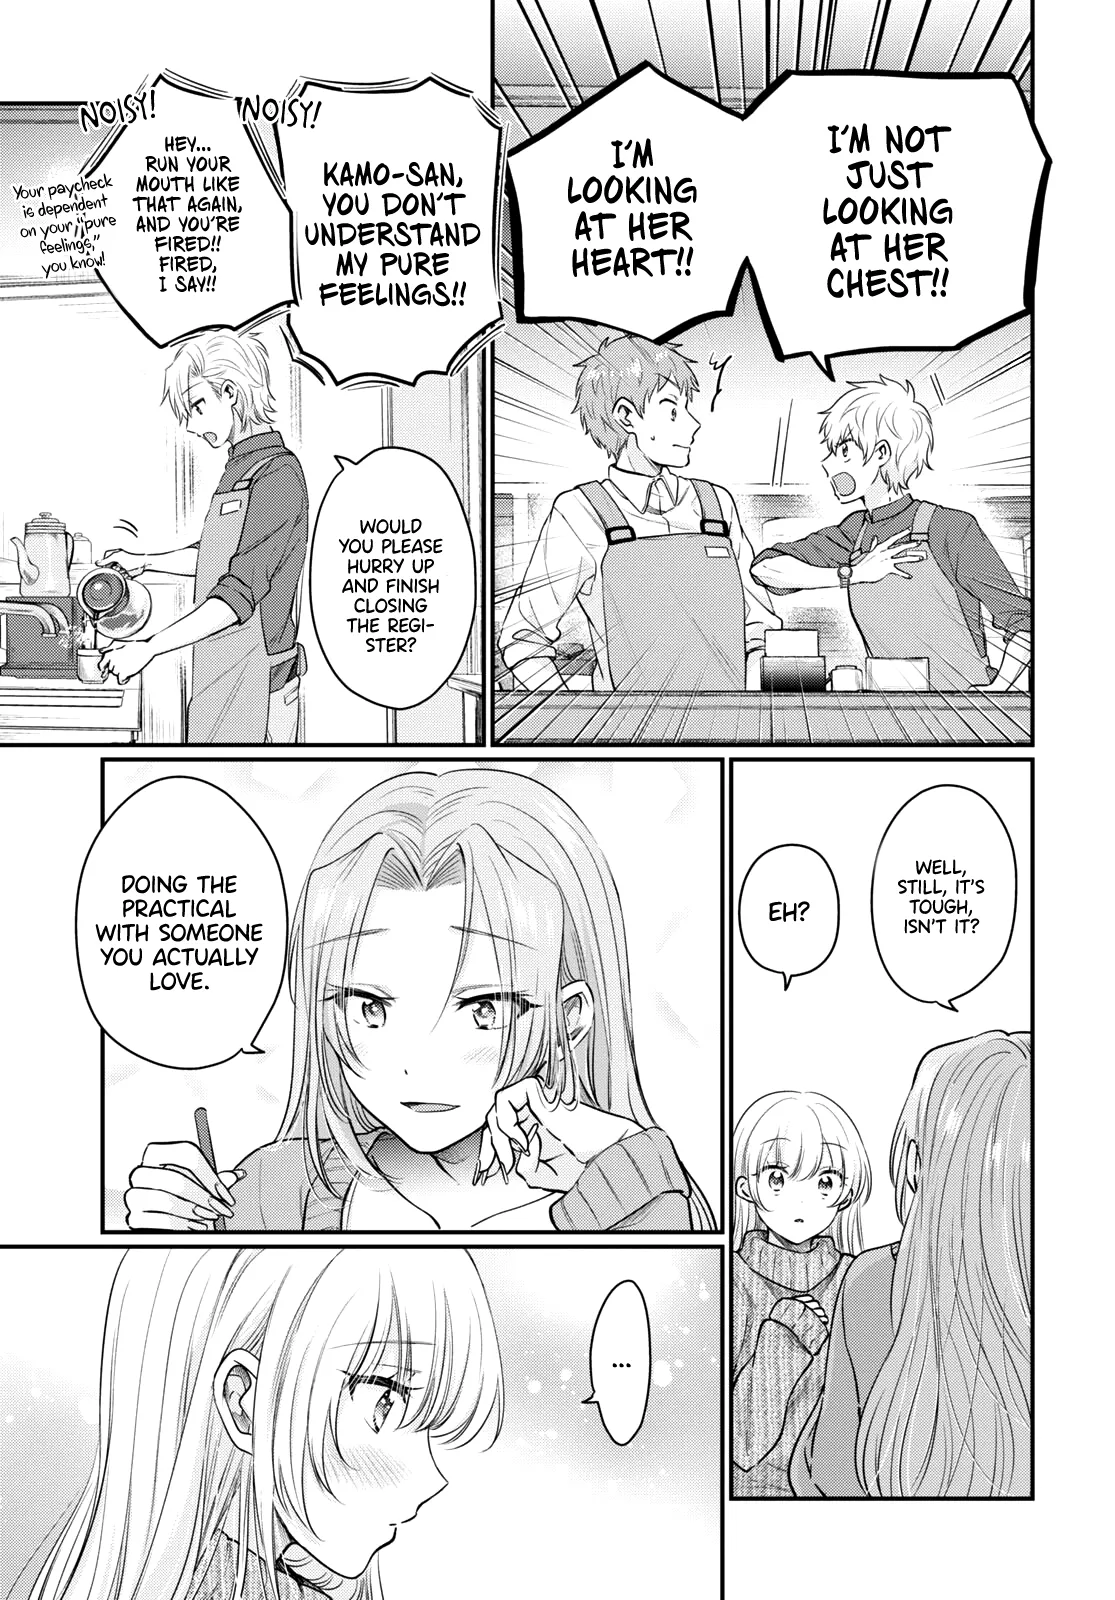 I'M NOT
JUST
LOOKING
AT HER
CHEST!!
I'M
LOOKING
AT HER
HEART!!
NOISY!
KAMO-SAN,
YOU DON'T
UNDERSTAND
MY PURE
FEELINGS!!
NOISY!
HEY...
RUN YOUR
MOUTH LIKE
THAT AGAIN,
AND YOU'RE
FIRED!!
FIRED,
I SAY!!
Your paycheck
is dependent
on your "pure
feelings,"
you know!
WOULD
YOU PLEASE
HURRY UP
AND FINISH
CLOSING
THE REGI-
STER?
WELL,
STILL, IT'S
TOUGH,
ISN'T IT?
EH?
DOING THE
PRACTICAL
WITH SOMEONE
YOU ACTUALLY
LOVE.
...